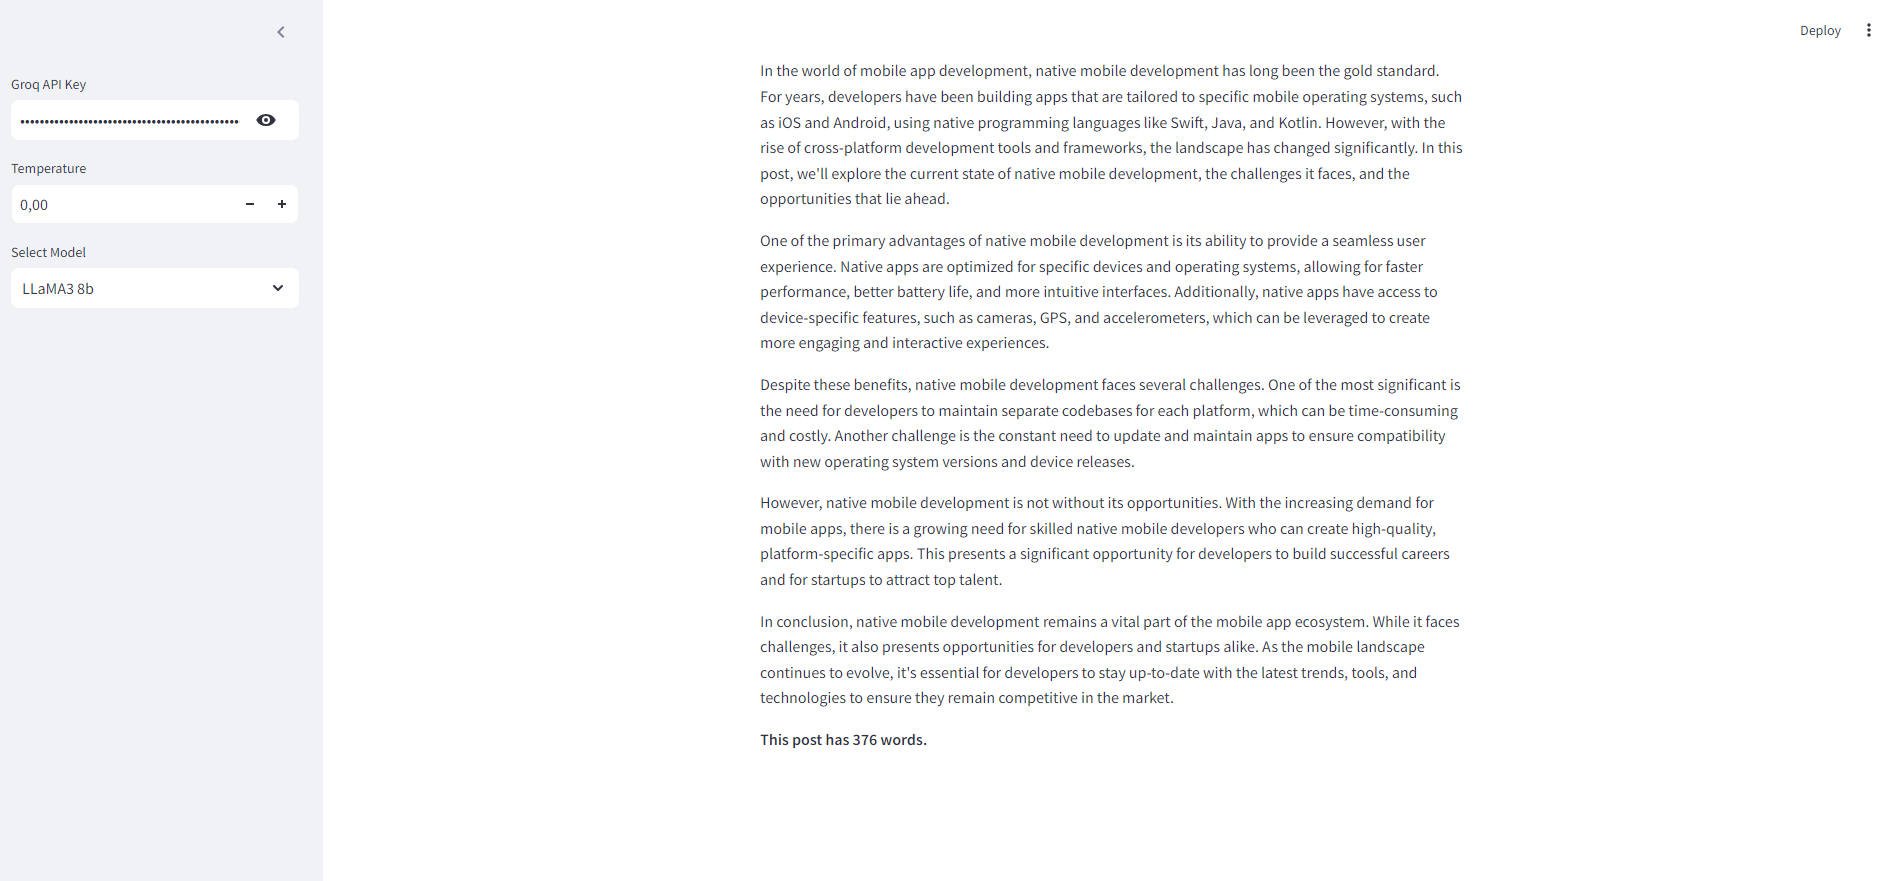 Deploy
Groq API Key
••••••••••••••••••••••••••••••••••••••••••••••
Temperature
0,00
Select Model
LLaMA3 8b
In the world of mobile app development, native mobile development has long been the gold standard.
For years, developers have been building apps that are tailored to specific mobile operating systems, such
as iOS and Android, using native programming languages like Swift, Java, and Kotlin. However, with the
rise of cross-platform development tools and frameworks, the landscape has changed significantly. In this
post, we'll explore the current state of native mobile development, the challenges it faces, and the
opportunities that lie ahead.
One of the primary advantages of native mobile development is its ability to provide a seamless user
experience. Native apps are optimized for specific devices and operating systems, allowing for faster
performance, better battery life, and more intuitive interfaces. Additionally, native apps have access to
device-specific features, such as cameras, GPS, and accelerometers, which can be leveraged to create
more engaging and interactive experiences.
Despite these benefits, native mobile development faces several challenges. One of the most significant is
the need for developers to maintain separate codebases for each platform, which can be time-consuming
and costly. Another challenge is the constant need to update and maintain apps to ensure compatibility
with new operating system versions and device releases.
However, native mobile development is not without its opportunities. With the increasing demand for
mobile apps, there is a growing need for skilled native mobile developers who can create high-quality,
platform-specific apps. This presents a significant opportunity for developers to build successful careers
and for startups to attract top talent.
In conclusion, native mobile development remains a vital part of the mobile app ecosystem. While it faces
challenges, it also presents opportunities for developers and startups alike. As the mobile landscape
continues to evolve, it's essential for developers to stay up-to-date with the latest trends, tools, and
technologies to ensure they remain competitive in the market.
This post has 376 words.